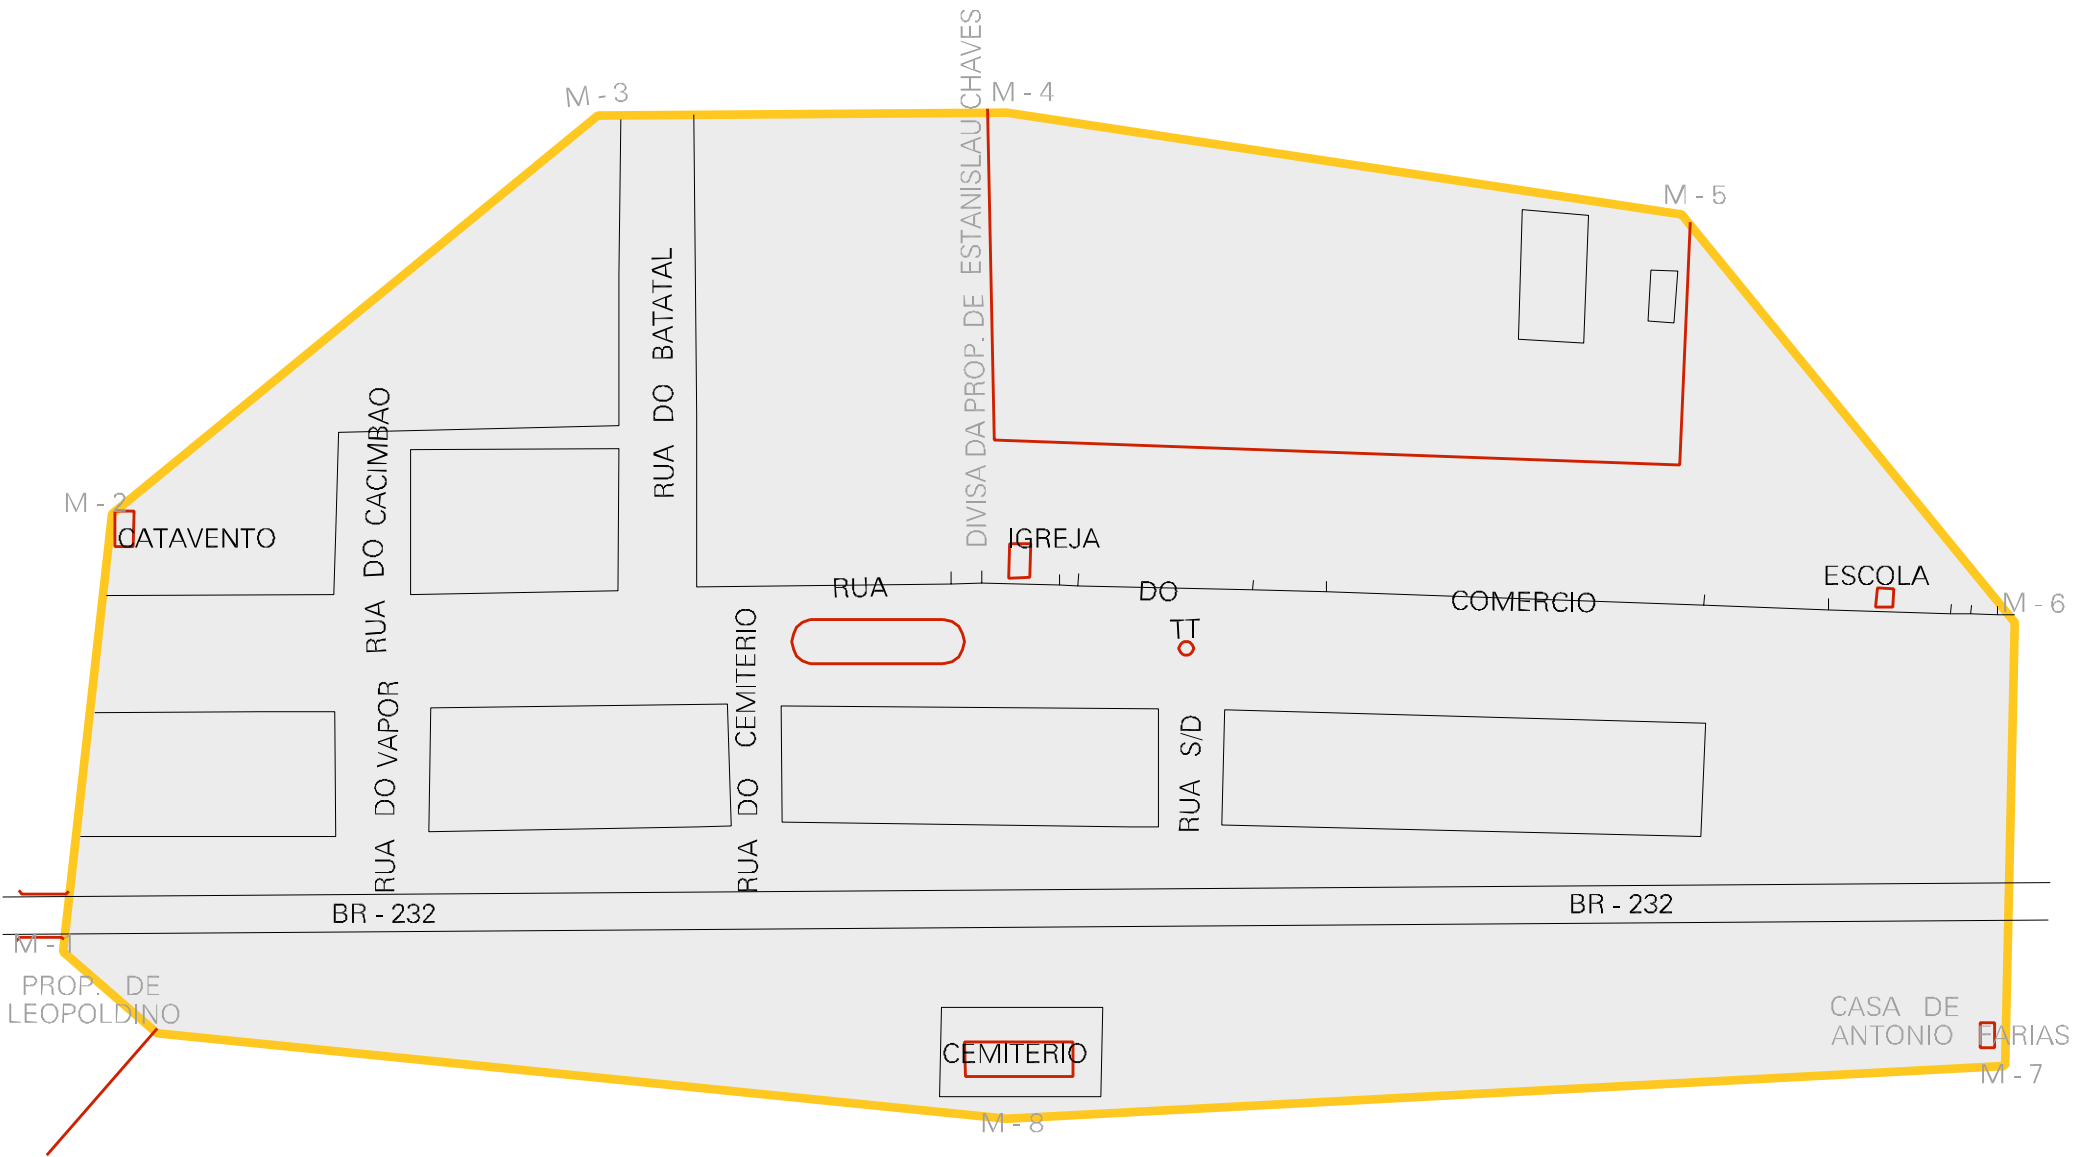 M - 3
M - 4
DIVISA DA PROP. DE ESTANISLAU CHAVES
M - 5
RUA DO BATATAL
RUA DO CACIMBAO
M - 2
CATAVENTO
IGREJA
ESCOLA
RUA DO COMERCIO
M - 6
TT
RUA DO VAPOR
RUA DO CEMITERIO
RUA S/D
BR - 232
BR - 232
M - 1
PROP. DE
LEOPOLDINO
CEMITERIO
CASA DE
ANTONIO FARIAS
M - 7
M - 8